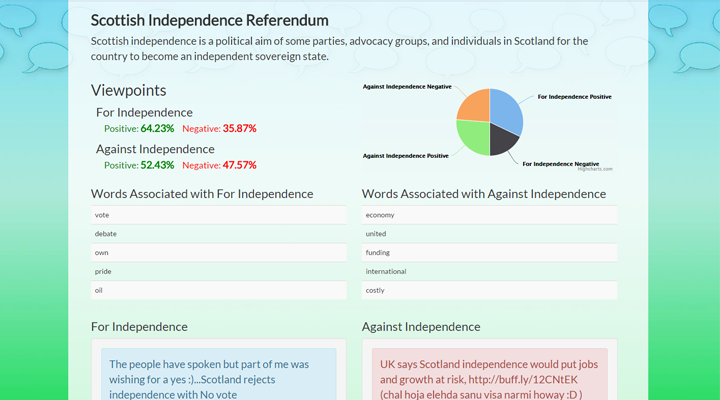 Scottish Independence Referendum
Scottish independence is a political aim of some parties, advocacy groups, and individuals in Scotland for the
country to become an independent sovereign state.
Viewpoints
For Independence
Positive: 64.23% Negative: 35.87%
Against Independence
Positive: 52.43% Negative: 47.57%
Against Independence Negative
For Independence Positive
Against Independence Positive
For Independence Negative
Highcharts.com
Words Associated with For Independence
vote
debate
own
pride
oil
Words Associated with Against Independence
economy
united
funding
international
costly
For Independence
The people have spoken but part of me was
wishing for a yes :)...Scotland rejects
independence with No vote
Against Independence
UK says Scotland independence would put jobs
and growth at risk, http://buff.ly/12CNtEK
(chal hoja elehda sanu visa narmi howay :D )